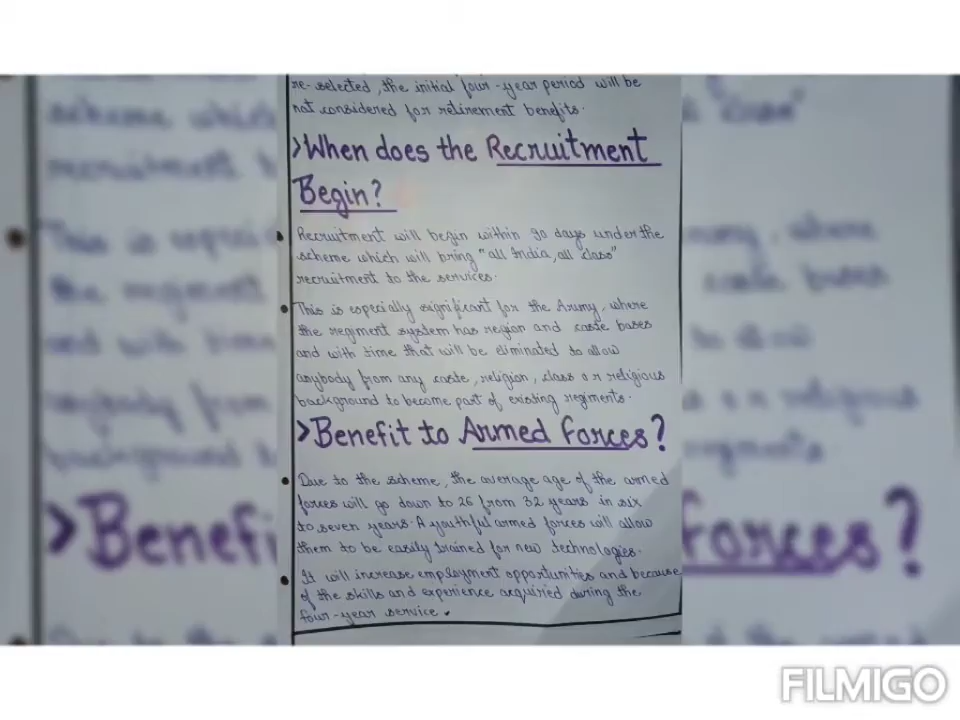 re-selected, the initial four-year period will be
not considered for retirement benefits.
>When does the Recruitment
Begin?
Recruitment will begin within 90 days under the
scheme which will bring "all India, all class"
recruitment to the services.
This is especially significant for the Army, where
the regiment system has region and caste bases
and with time that will be eliminated to allow
anybody from any caste, religion, class or religious
background to become part of existing regiments.
>Benefit to Armed Forces?
Due to the scheme, the average age of the armed
forces will go down to 26 from 32 years in six
to seven years. A youthful armed forces will allow
them to be easily trained for new technologies.
It will increase employment opportunities and because
of the skills and experience acquired during the
four-year service.
FILMIGO